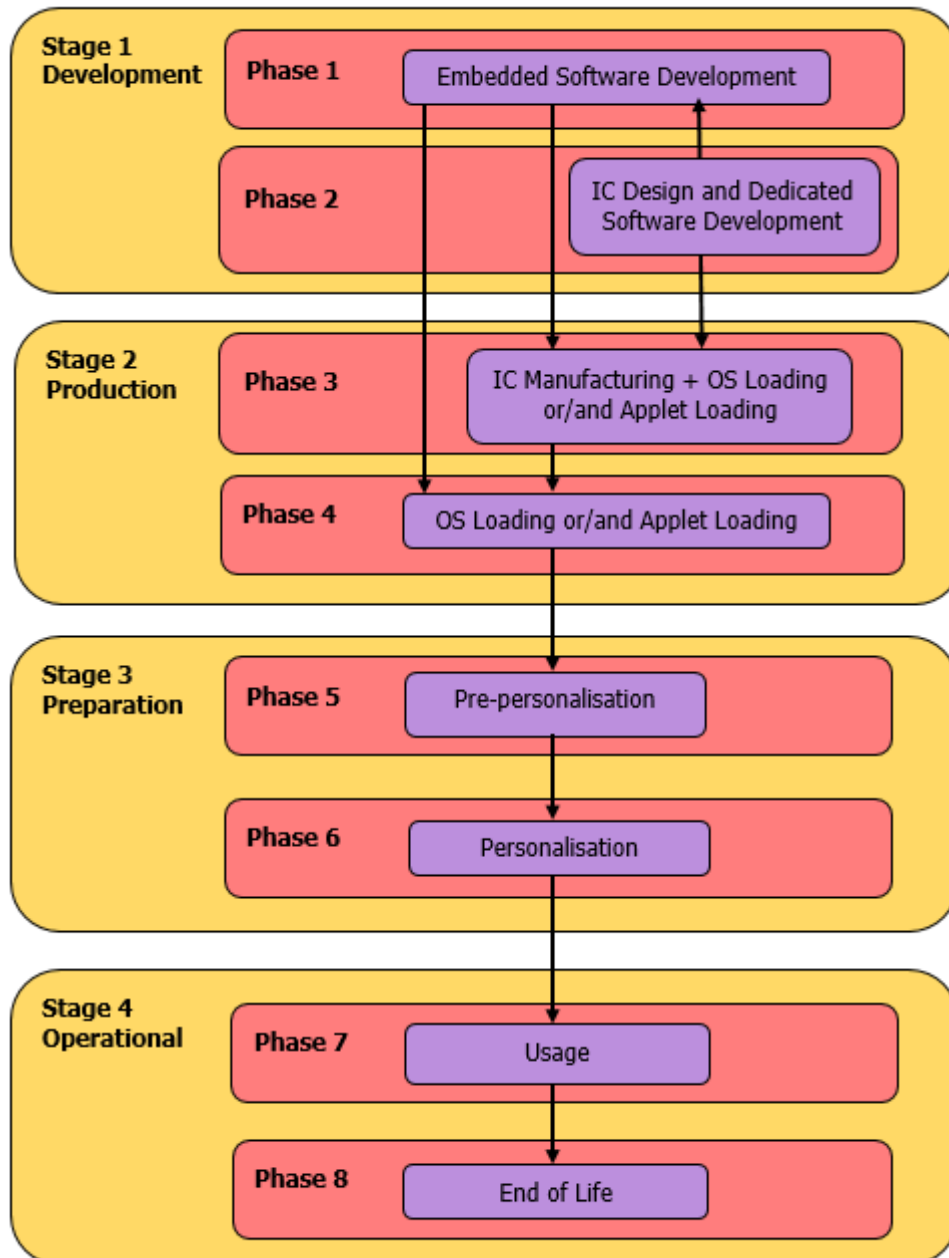 Stage 1
Development
Phase 1
Embedded Software Development
Phase 2
IC Design and Dedicated
Software Development
Stage 2
Production
Phase 3
IC Manufacturing + OS Loading
or/and Applet Loading
Phase 4
OS Loading or/and Applet Loading
Stage 3
Preparation
Phase 5
Pre-personalisation
Phase 6
Personalisation
Stage 4
Operational
Phase 7
Usage
Phase 8
End of Life